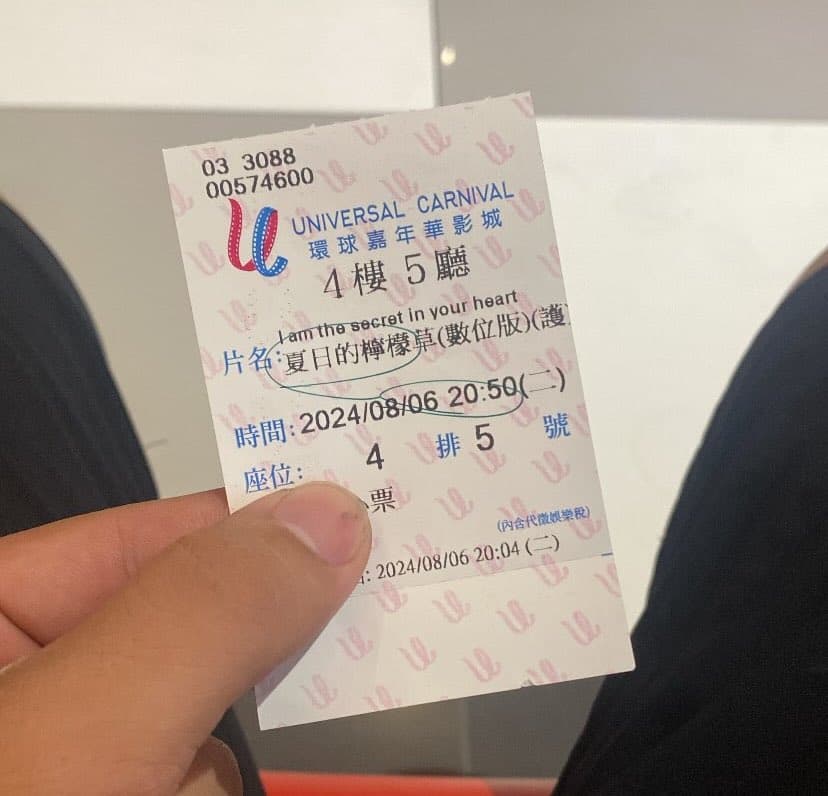 03 3088
00574600
UNIVERSAL CARNIVAL
環球嘉年華影城
4樓5廳
I am the secret in your heart
片名:夏日的檸檬草(數位版)(護
時間:2024/08/06 20:50(二)
座位: 4 排 5 號
票
(內含代徵娛樂稅)
: 2024/08/06 20:04 (二)